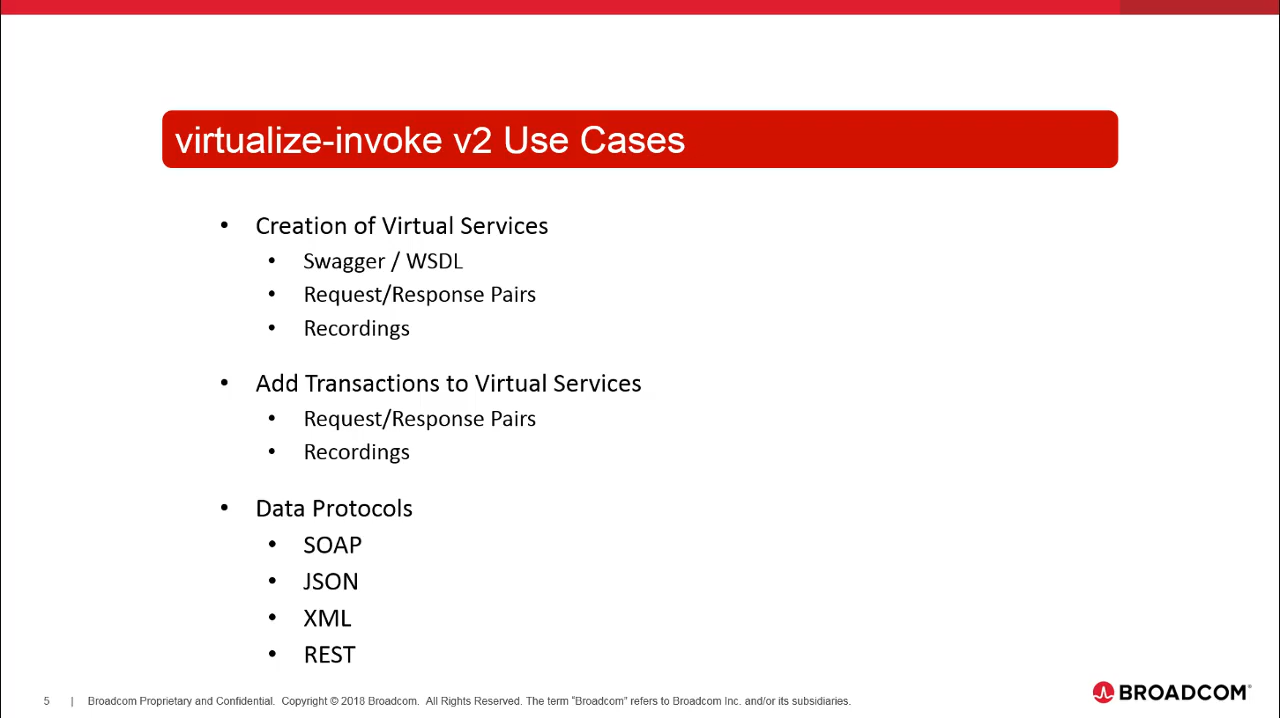 virtualize-invoke v2 Use Cases
• Creation of Virtual Services
• Swagger / WSDL
• Request/Response Pairs
• Recordings
• Add Transactions to Virtual Services
• Request/Response Pairs
• Recordings
• Data Protocols
• SOAP
• JSON
• XML
• REST
5 | Broadcom Proprietary and Confidential. Copyright © 2018 Broadcom. All Rights Reserved. The term "Broadcom" refers to Broadcom Inc. and/or its subsidiaries.
BROADCOM®